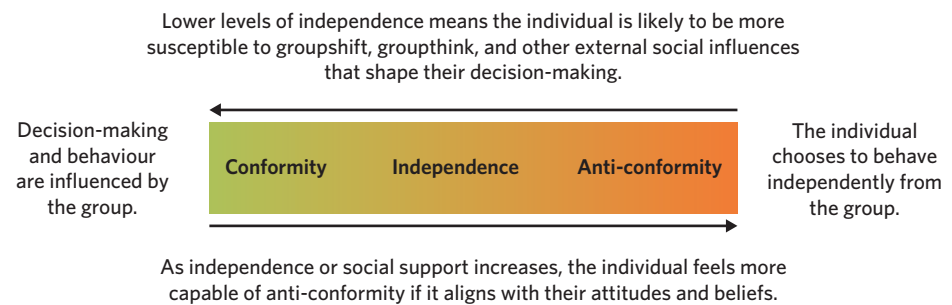 Lower levels of independence means the individual is likely to be more
susceptible to groupshift, groupthink, and other external social influences
that shape their decision-making.
Decision-making
and behaviour
are influenced by
the group.
Conformity
Independence
Anti-conformity
The individual
chooses to behave
independently from
the group.
As independence or social support increases, the individual feels more
capable of anti-conformity if it aligns with their attitudes and beliefs.